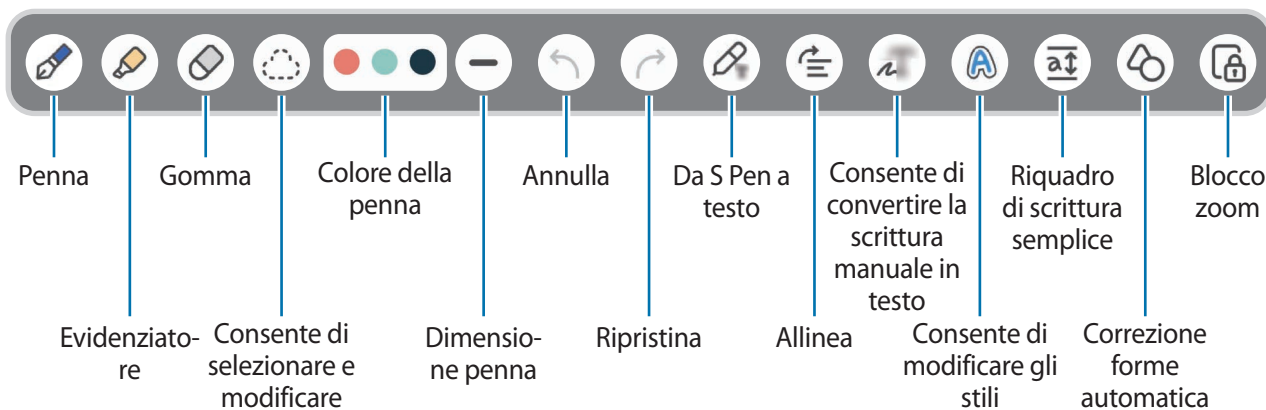 Penna
Gomma
Colore della
penna
Annulla
Da S Pen a
testo
Consente di
convertire la
scrittura
manuale in
testo
Riquadro
di scrittura
semplice
Blocco
zoom
Evidenziato-
re
Consente di
selezionare e
modificare
Dimensio-
ne penna
Ripristina
Allinea
Consente di
modificare gli
stili
Correzione
forme
automatica